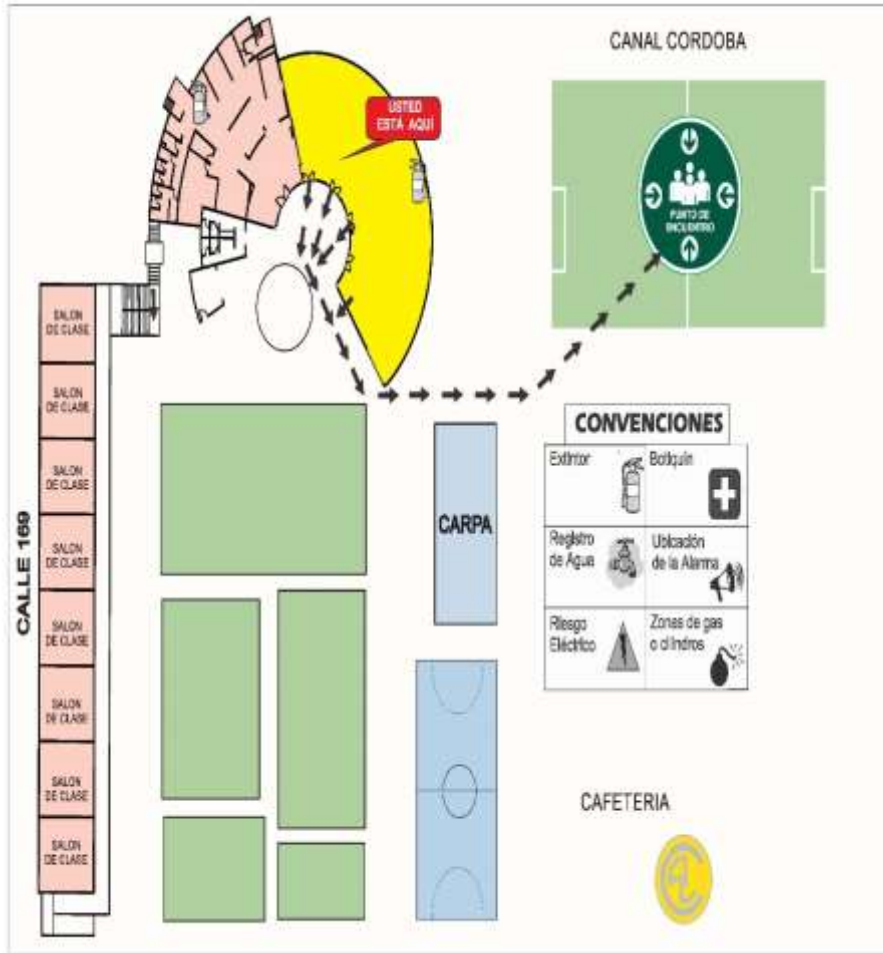 CANAL CORDOBA
USTED
ESTÁ AQUÍ
PUNTO DE
ENCUENTRO
SALON
DE CLASE
SALON
DE CLASE
SALON
DE CLASE
SALON
DE CLASE
SALON
DE CLASE
SALON
DE CLASE
SALON
DE CLASE
SALON
DE CLASE
CALLE 169
CARPA
CONVENCIONES
Extintor
Botiquín
Registro
de Agua
Ubicación
de la Alarma
Riesgo
Eléctrico
Zonas de gas
o cilindros
CAFETERIA